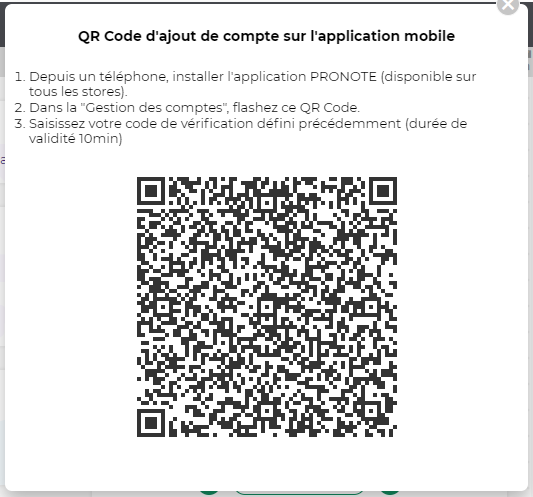 QR Code d'ajout de compte sur l'application mobile
1. Depuis un téléphone, installer l'application PRONOTE (disponible sur
tous les stores).
2. Dans la "Gestion des comptes", flashez ce QR Code.
3. Saisissez votre code de vérification défini précédemment (durée de
validité 10min)